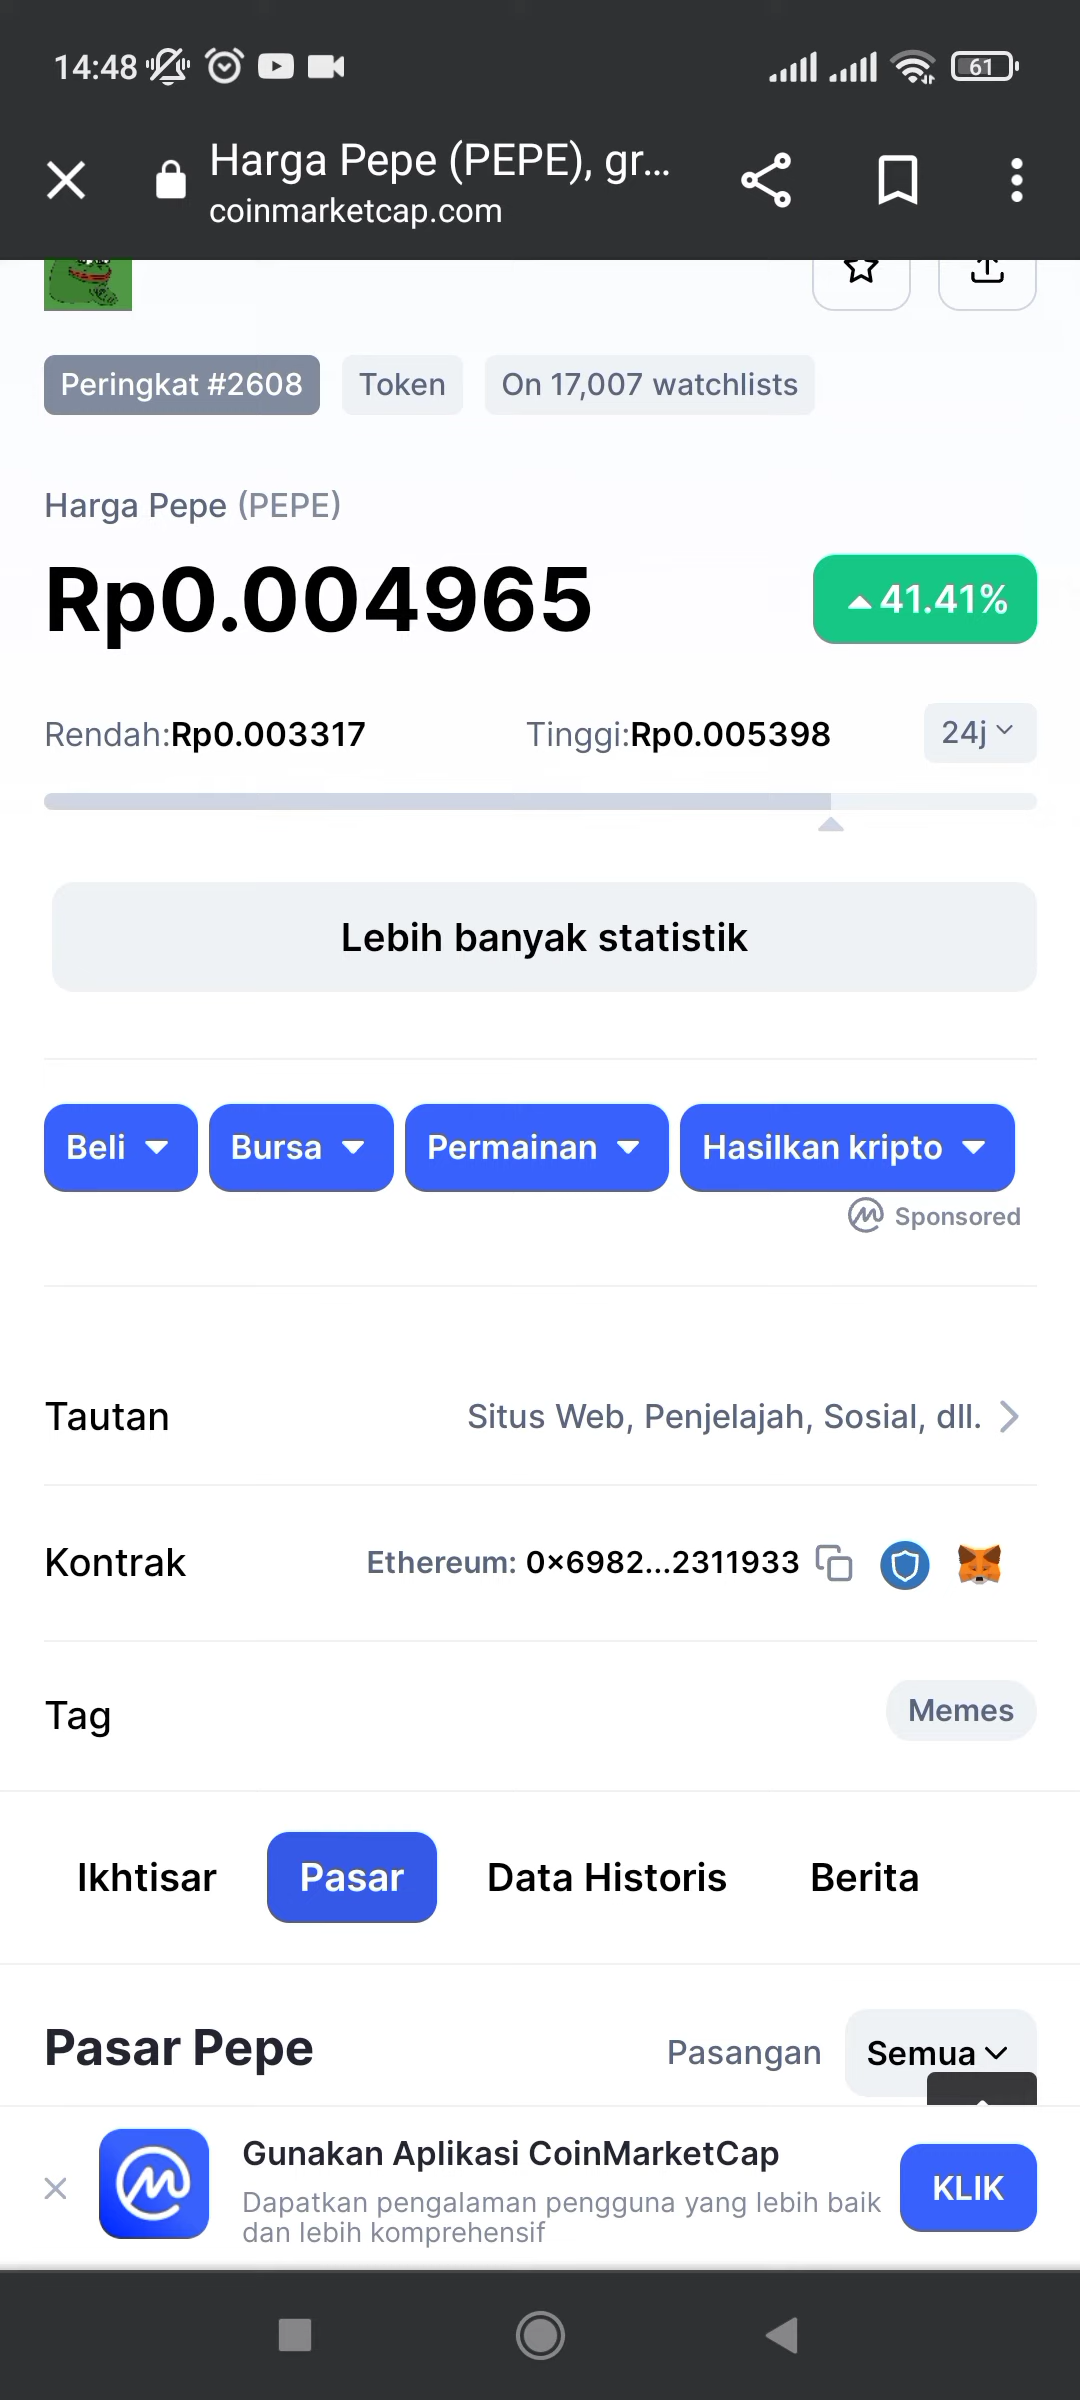 14:48
61
Harga Pepe (PEPE), gr...
coinmarketcap.com
Peringkat #2608 Token On 17,007 watchlists
Harga Pepe (PEPE)
Rp0.004965 41.41%
Rendah:Rp0.003317 Tinggi:Rp0.005398 24j
Lebih banyak statistik
Beli Bursa Permainan Hasilkan kripto
Sponsored
Tautan Situs Web, Penjelajah, Sosial, dll.
Kontrak Ethereum: 0x6982...2311933
Tag Memes
Ikhtisar Pasar Data Historis Berita
Pasar Pepe Pasangan Semua
Gunakan Aplikasi CoinMarketCap
Dapatkan pengalaman pengguna yang lebih baik
dan lebih komprehensif
KLIK